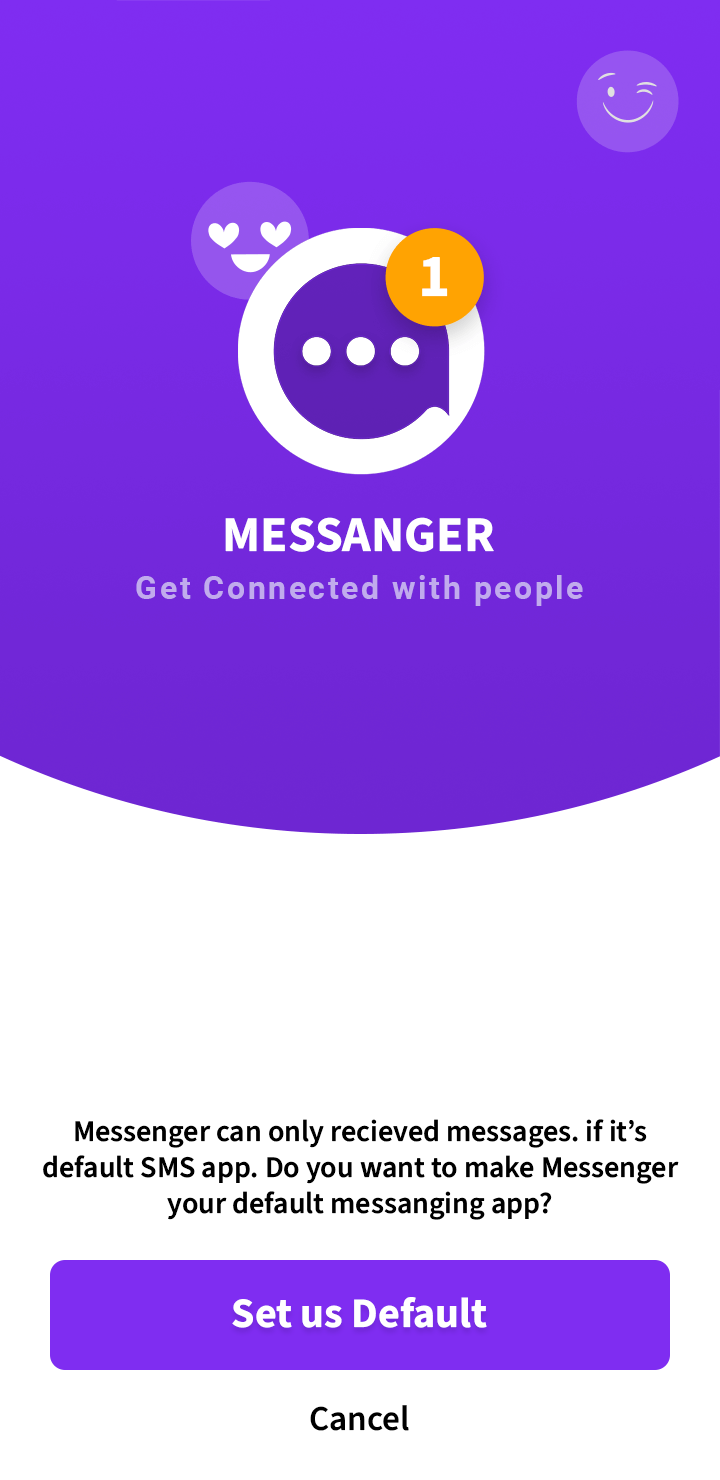 1
MESSANGER
Get Connected with people
Messenger can only recieved messages. if it’s
default SMS app. Do you want to make Messenger
your default messanging app?
Set us Default
Cancel